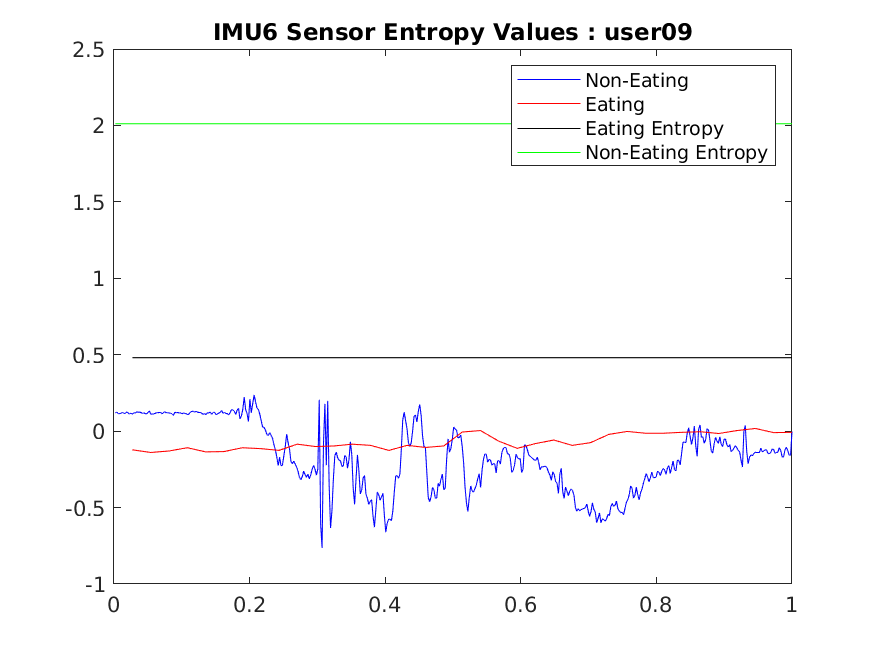 IMU6 Sensor Entropy Values : user09
2.5
2
1.5
1
0.5
0
-0.5
-1
Non-Eating
Eating
Eating Entropy
Non-Eating Entropy
0 0.2 0.4 0.6 0.8 1